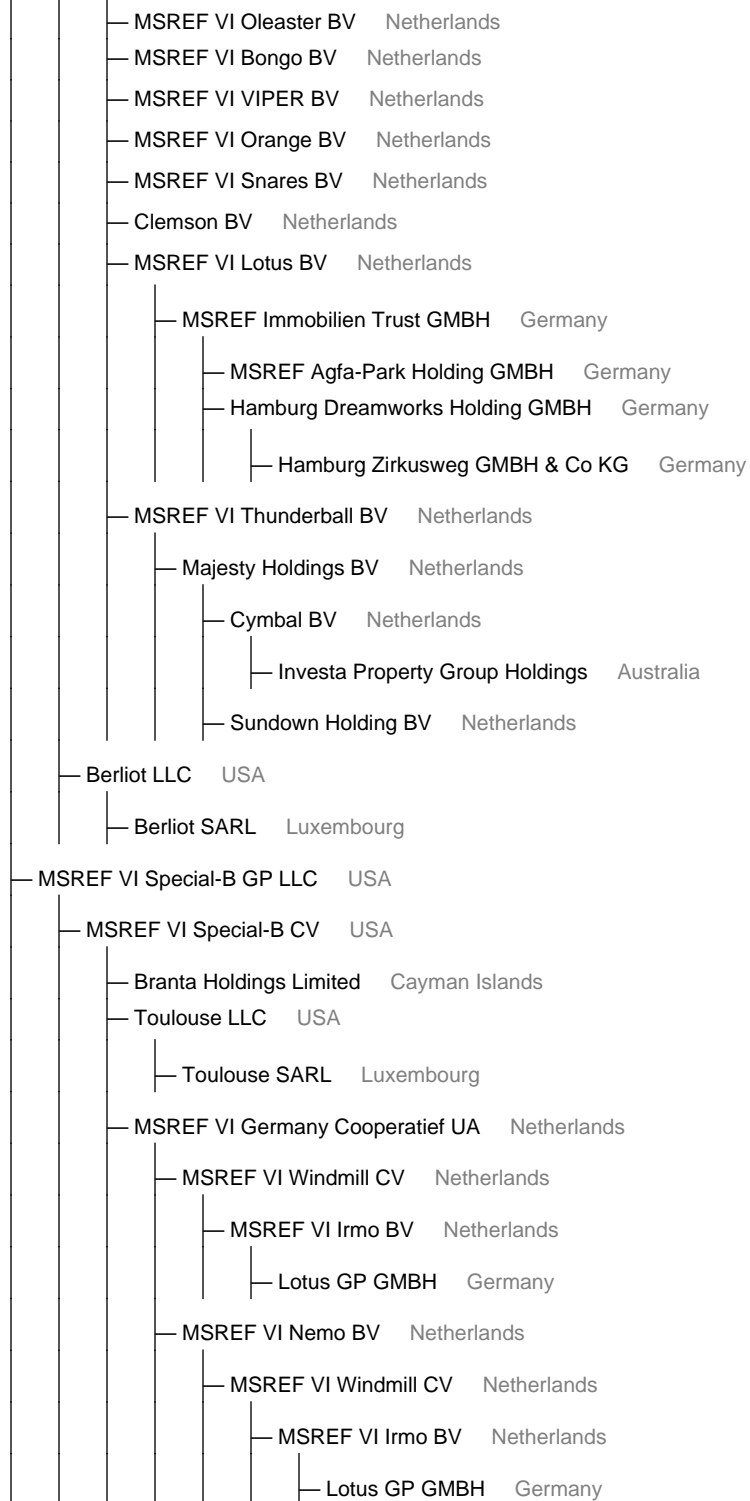 MSREF VI Oleaster BV Netherlands
MSREF VI Bongo BV Netherlands
MSREF VI VIPER BV Netherlands
MSREF VI Orange BV Netherlands
MSREF VI Snares BV Netherlands
Clemson BV Netherlands
MSREF VI Lotus BV Netherlands
MSREF Immobilien Trust GMBH Germany
MSREF Agfa-Park Holding GMBH Germany
Hamburg Dreamworks Holding GMBH Germany
Hamburg Zirkusweg GMBH & Co KG Germany
MSREF VI Thunderball BV Netherlands
Majesty Holdings BV Netherlands
Cymbal BV Netherlands
Investa Property Group Holdings Australia
Sundown Holding BV Netherlands
Berliot LLC USA
Berliot SARL Luxembourg
MSREF VI Special-B GP LLC USA
MSREF VI Special-B CV USA
Branta Holdings Limited Cayman Islands
Toulouse LLC USA
Toulouse SARL Luxembourg
MSREF VI Germany Cooperatief UA Netherlands
MSREF VI Windmill CV Netherlands
MSREF VI Irmo BV Netherlands
Lotus GP GMBH Germany
MSREF VI Nemo BV Netherlands
MSREF VI Windmill CV Netherlands
MSREF VI Irmo BV Netherlands
Lotus GP GMBH Germany